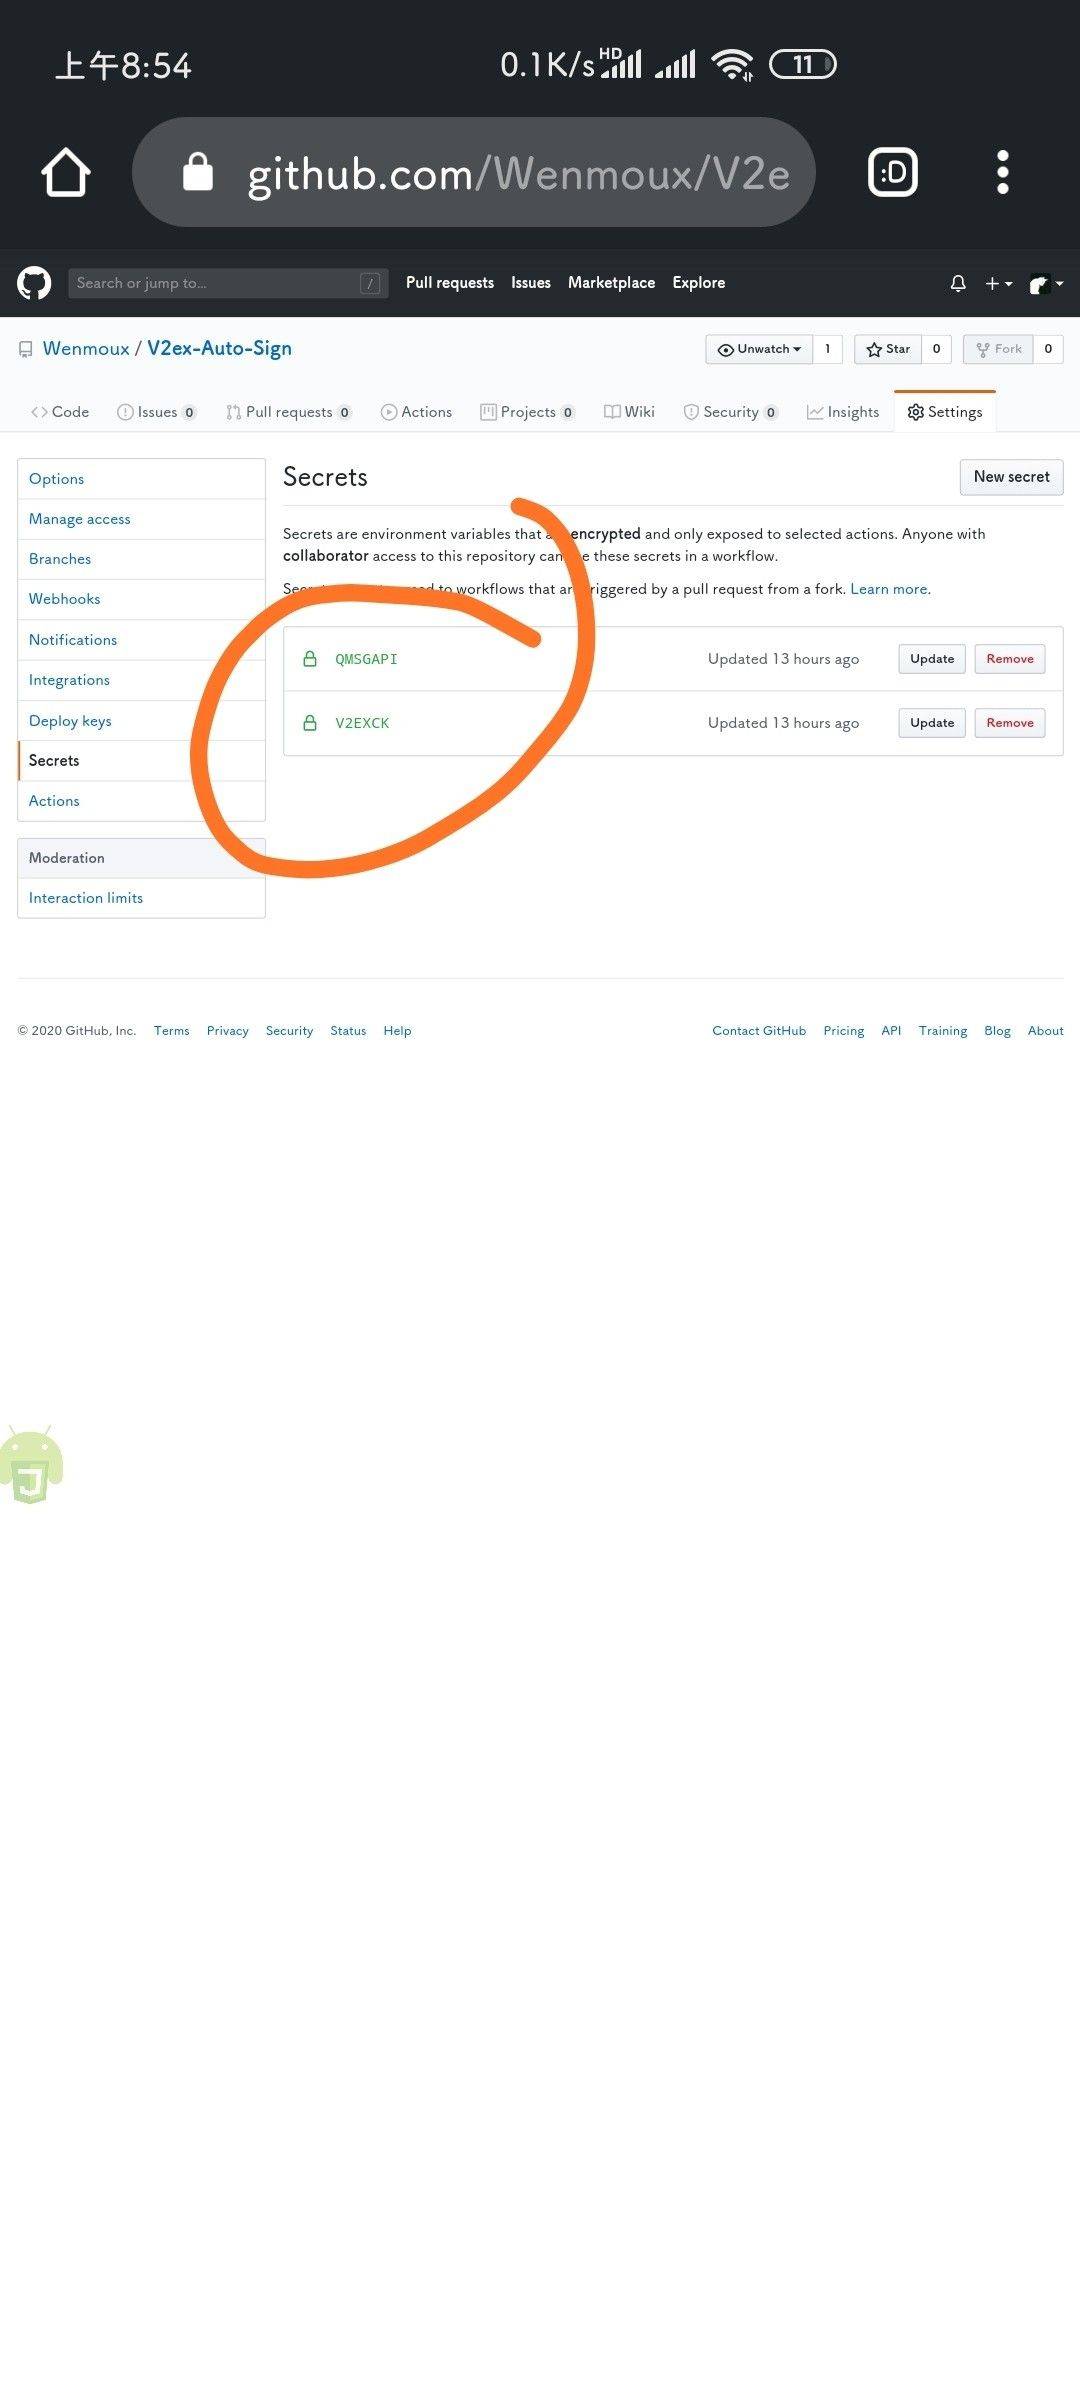 上午8:54
0.1K/s HD 11
github.com/Wenmoux/V2e :D
Search or jump to... / Pull requests Issues Marketplace Explore
Wenmoux / V2ex-Auto-Sign Unwatch 1 Star 0 Fork 0
Code Issues 0 Pull requests 0 Actions Projects 0 Wiki Security 0 Insights Settings
Options
Manage access
Branches
Webhooks
Notifications
Integrations
Deploy keys
Secrets
Actions
Moderation
Interaction limits
Secrets New secret
Secrets are environment variables that encrypted and only exposed to selected actions. Anyone with
collaborator access to this repository can these secrets in a workflow.
to workflows that are triggered by a pull request from a fork. Learn more.
QMSGAPI Updated 13 hours ago Update Remove
V2EXCK Updated 13 hours ago Update Remove
© 2020 GitHub, Inc. Terms Privacy Security Status Help Contact GitHub Pricing API Training Blog About
J